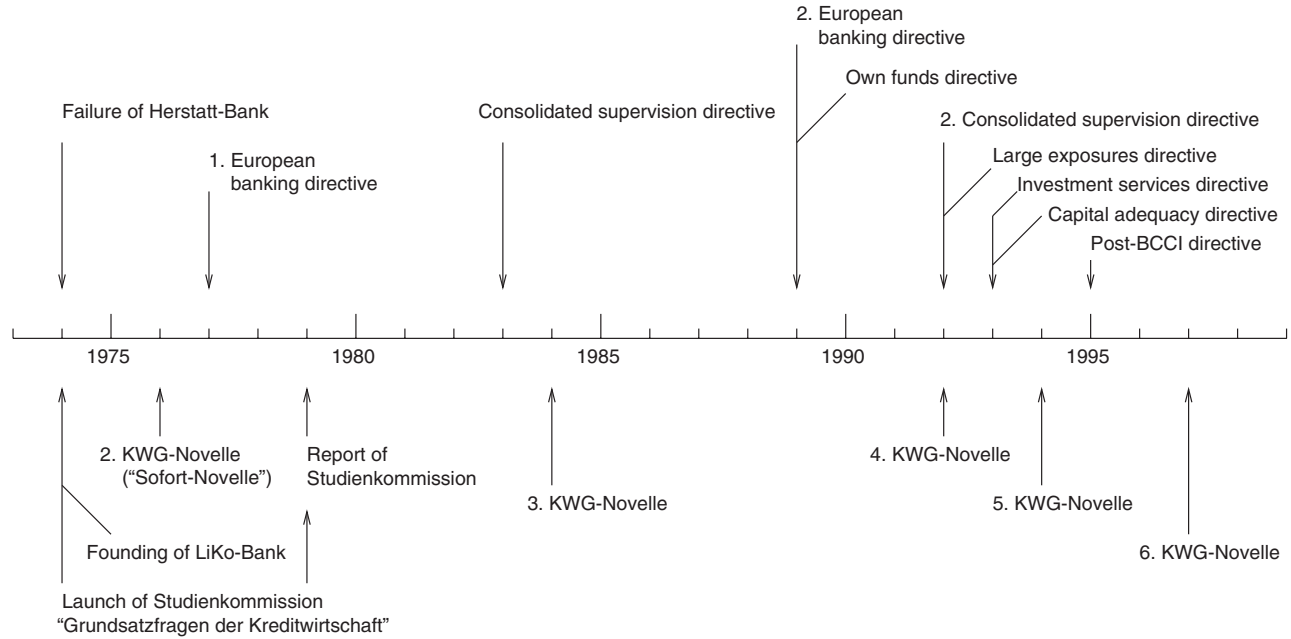 2. European
banking directive
Own funds directive
Failure of Herstatt-Bank
Consolidated supervision directive
2. Consolidated supervision directive
1. European
banking directive
Large exposures directive
Investment services directive
Capital adequacy directive
Post-BCCI directive
1975
1980
1985
1990
1995
2. KWG-Novelle
(“Sofort-Novelle”)
Report of
Studienkommission
3. KWG-Novelle
4. KWG-Novelle
5. KWG-Novelle
Founding of LiKo-Bank
6. KWG-Novelle
Launch of Studienkommission
“Grundsatzfragen der Kreditwirtschaft”